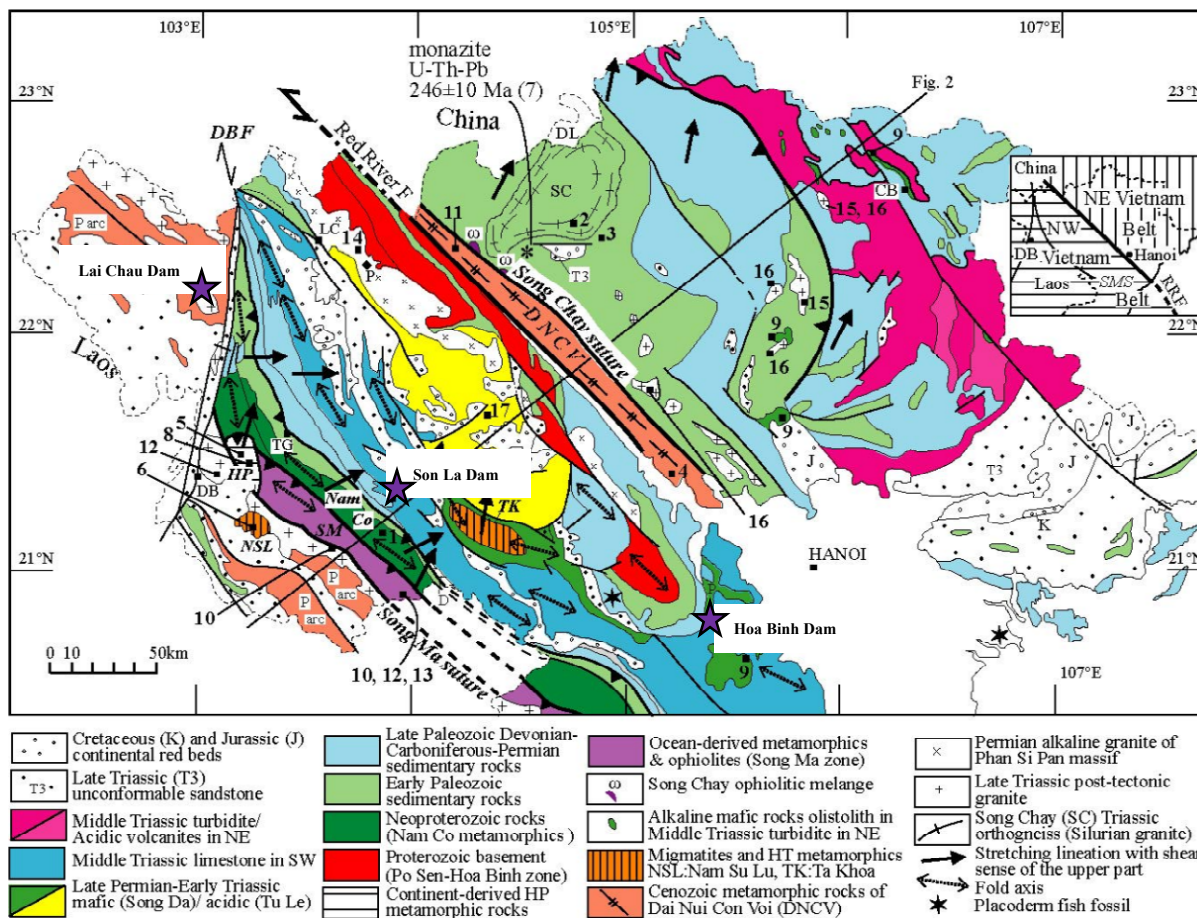 103°E
105°E
107°E
monazite
U-Th-Pb
246±10 Ma (7)
Fig. 2
23°N
23°N
China
DBF
Red River F
DL
SC
9
CB
15, 16
China
NE Vietnam
Belt
NW
Hanoi
DB
Vietnam
Laos
SMS
Belt
RRF
P arc
LC
14
P
11
ω
ω
2
3
T3
Lai Chau Dam
Song Chay suture
DNCV
16
15
9
16
22°N
22°N
Laos
17
9
5
8
12
6
TG
HP
DB
4
J
J
T3
K
16
Son La Dam
Nam
Co
SM
TK
1
NSL
HANOI
21°N
21°N
P
arc
P
arc
D
10
P
Hoa Binh Dam
Song Ma suture
0 10 50km
10, 12, 13
9
107°E
Cretaceous (K) and Jurassic (J)
continental red beds
T3
Late Triassic (T3)
unconformable sandstone
Middle Triassic turbidite/
Acidic volcanites in NE
Middle Triassic limestone in SW
Late Permian-Early Triassic
mafic (Song Da)/ acidic (Tu Le)
Late Paleozoic Devonian-
Carboniferous-Permian
sedimentary rocks
Early Paleozoic
sedimentary rocks
Neoproterozoic rocks
(Nam Co metamorphics )
Proterozoic basement
(Po Sen-Hoa Binh zone)
Continent-derived HP
metamorphic rocks
Ocean-derived metamorphics
& ophiolites (Song Ma zone)
ω
Song Chay ophiolitic melange
Alkaline mafic rocks olistolith in
Middle Triassic turbidite in NE
Migmatites and HT metamorphics
NSL:Nam Su Lu, TK:Ta Khoa
Cenozoic metamorphic rocks of
Dai Nui Con Voi (DNCV)
Permian alkaline granite of
Phan Si Pan massif
Late Triassic post-tectonic
granite
Song Chay (SC) Triassic
orthogneiss (Silurian granite)
Stretching lineation with shear
sense of the upper part
Fold axis
Placoderm fish fossil